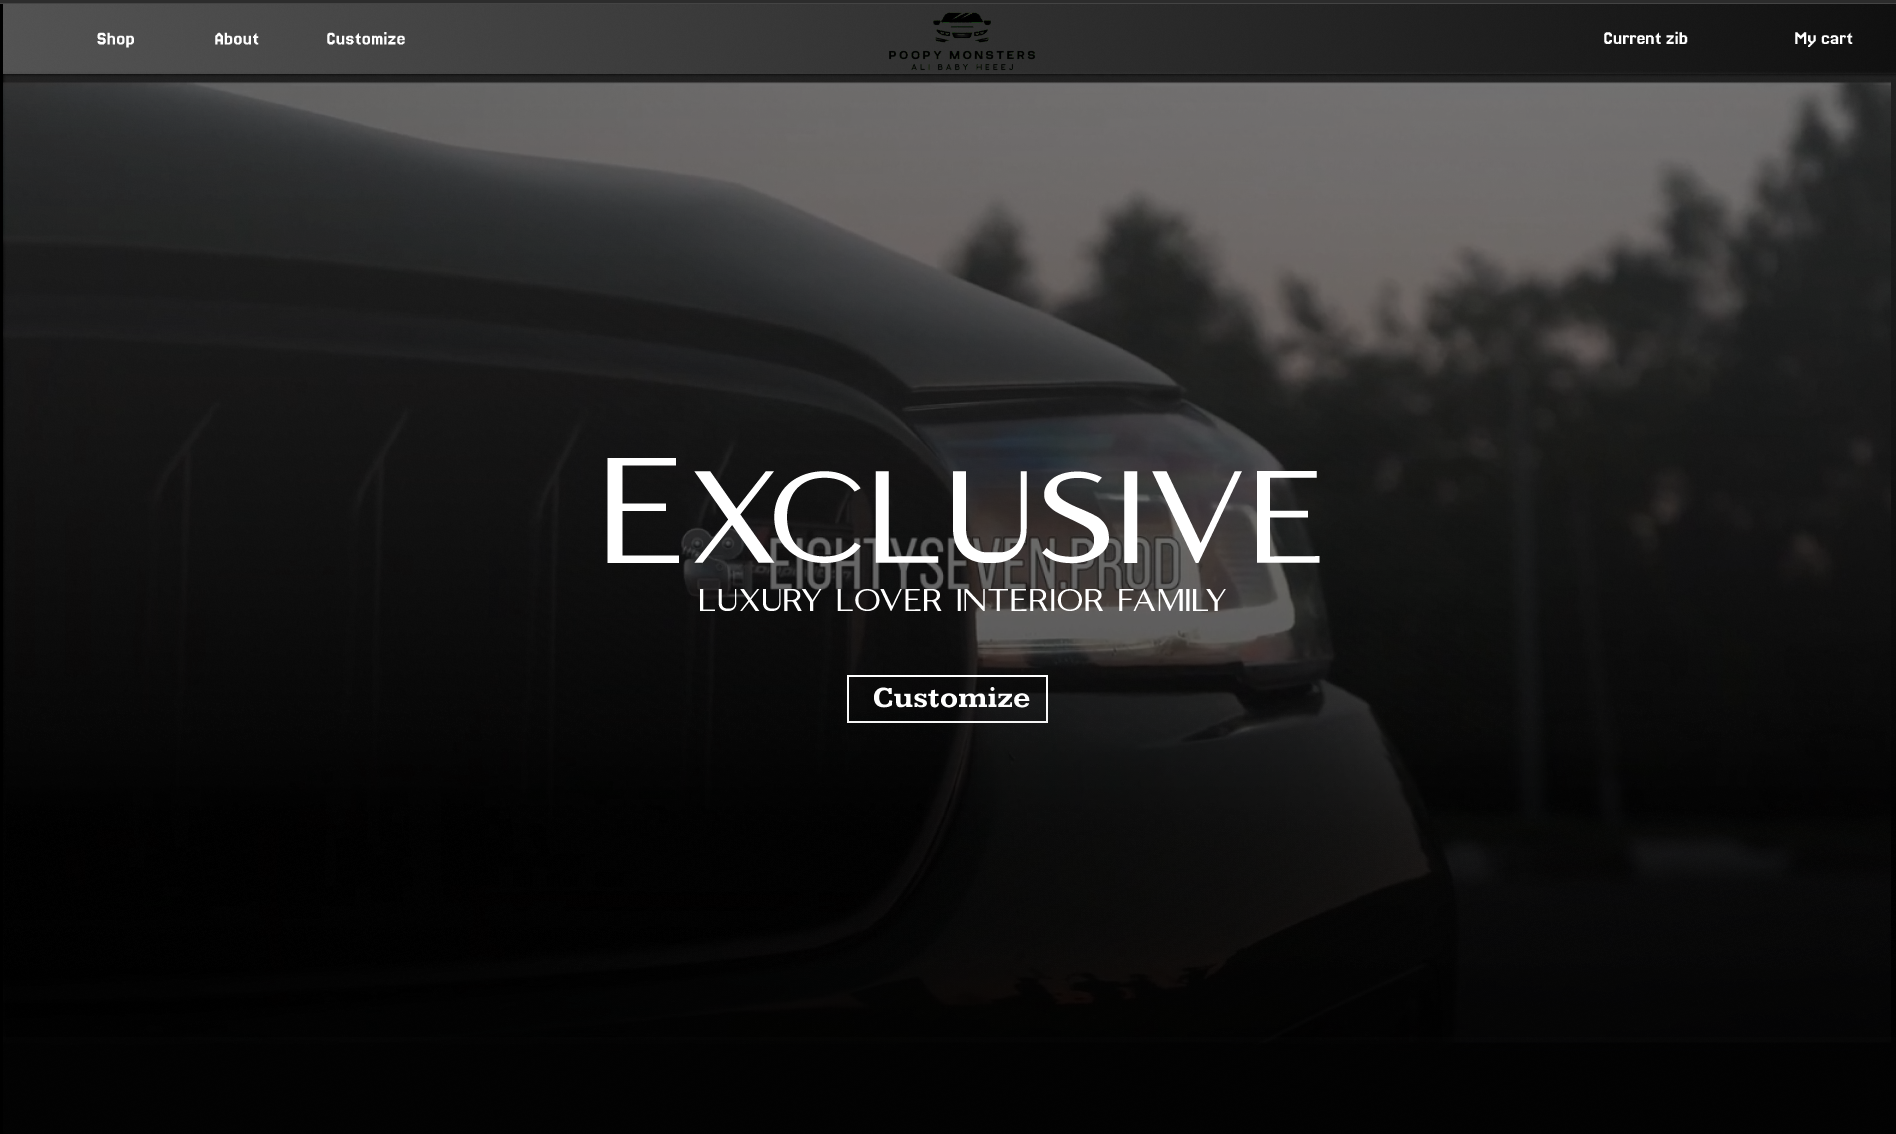 Shop About Customize
POOPY MONSTERS
ALI BABY HEEEJ
Current zib My cart
EXCLUSIVE
EIGHTYSEVEN.PROD
LUXURY LOVER INTERIOR FAMILY
Customize